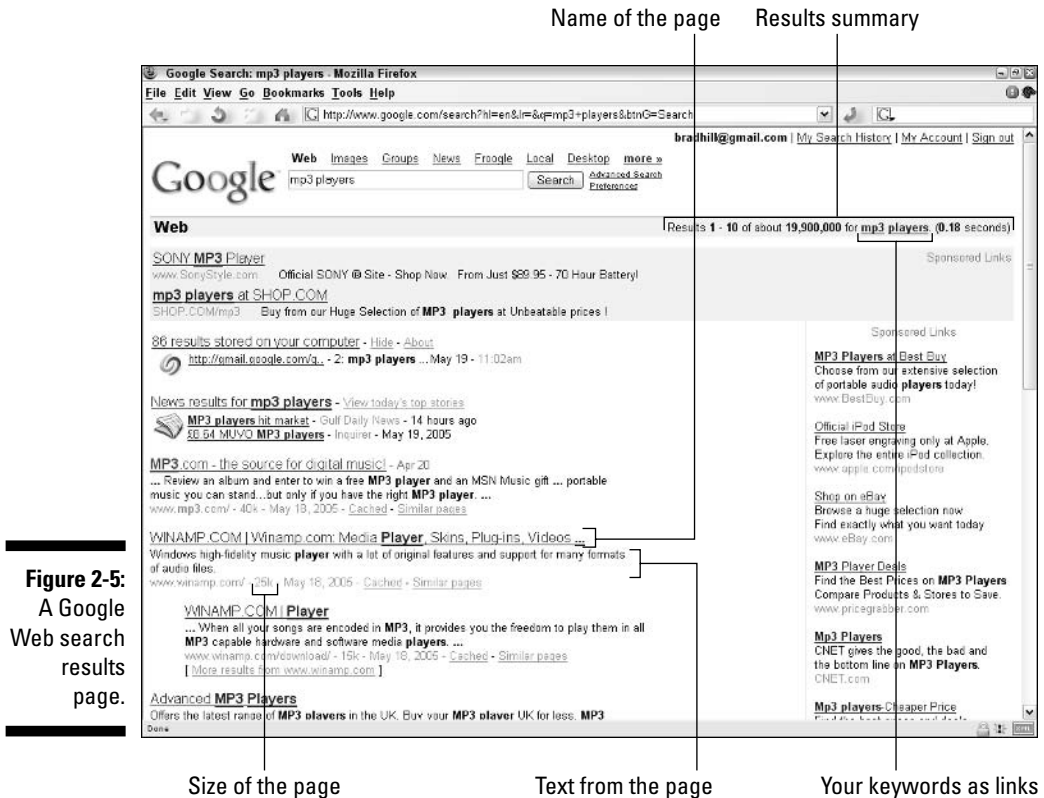 Name of the page
Results summary
Google Search: mp3 players - Mozilla Firefox
File Edit View Go Bookmarks Tools Help
http://www.google.com/search?hl=en&lr=&q=mp3+players&btnG=Search
bradhill@gmail.com | My Search History | My Account | Sign out
Google
Web Images Groups News Froogle Local Desktop more »
mp3 players
Search
Advanced Search
Preferences
Web
Results 1 - 10 of about 19,900,000 for mp3 players. (0.18 seconds)
SONY MP3 Player
www.SonyStyle.com Official SONY ® Site - Shop Now. From Just $89.95 - 70 Hour Battery!
mp3 players at SHOP.COM
SHOP.COM/mp3 Buy from our Huge Selection of MP3 players at Unbeatable prices !
Sponsored Links
86 results stored on your computer - Hide - About
http://gmail.google.com/g.. - 2: mp3 players ... May 19 - 11:02am
News results for mp3 players - View today's top stories
MP3 players hit market - Gulf Daily News - 14 hours ago
£8.64 MUVO MP3 players - Inquirer - May 19, 2005
MP3.com - the source for digital music! - Apr 20
... Review an album and enter to win a free MP3 player and an MSN Music gift ... portable
music you can stand...but only if you have the right MP3 player. ...
www.mp3.com/ - 40k - May 18, 2005 - Cached - Similar pages
WINAMP.COM | Winamp.com: Media Player, Skins, Plug-ins, Videos ...
Windows high-fidelity music player with a lot of original features and support for many formats
of audio files.
www.winamp.com/ - 25k - May 18, 2005 - Cached - Similar pages
WINAMP.COM | Player
... When all your songs are encoded in MP3, it provides you the freedom to play them in all
MP3 capable hardware and software media players. ...
www.winamp.com/download/ - 15k - May 18, 2005 - Cached - Similar pages
[ More results from www.winamp.com ]
Advanced MP3 Players
Offers the latest range of MP3 players in the UK. Buy your MP3 player UK for less. MP3
Sponsored Links
MP3 Players at Best Buy
Choose from our extensive selection
of portable audio players today!
www.BestBuy.com
Official iPod Store
Free laser engraving only at Apple.
Explore the entire iPod collection.
www.apple.com/ipodstore
Shop on eBay
Browse a huge selection now
Find exactly what you want today
www.eBay.com
MP3 Player Deals
Find the Best Prices on MP3 Players
Compare Products & Stores to Save.
www.pricegrabber.com
Mp3 Players
CNET gives the good, the bad and
the bottom line on MP3 Players.
CNET.com
Mp3 players-Cheaper Price
Done
Figure 2-5:
A Google
Web search
results
page.
Size of the page
Text from the page
Your keywords as links